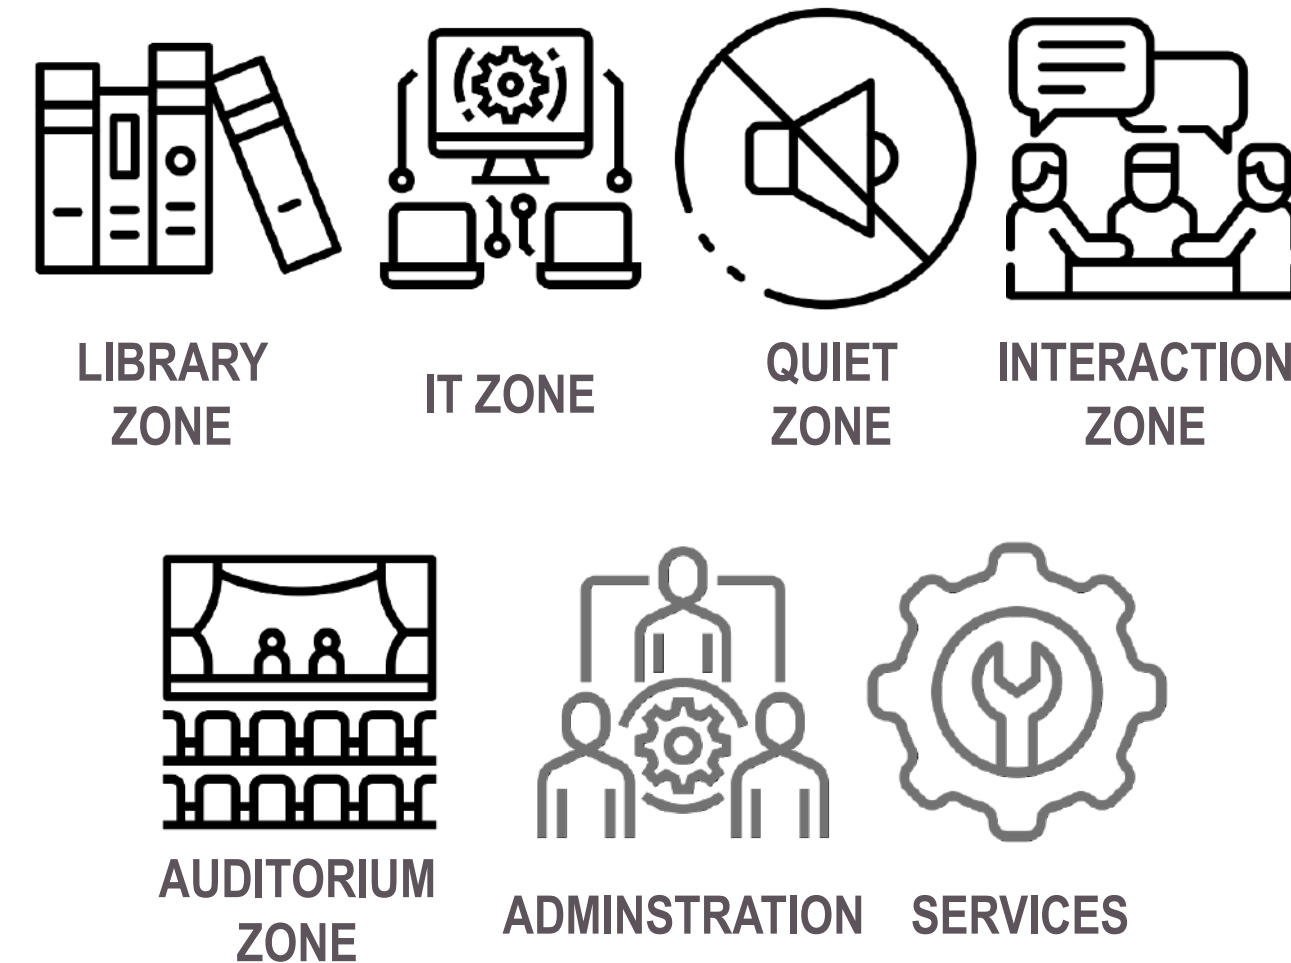 LIBRARY
ZONE
IT ZONE
QUIET
ZONE
INTERACTION
ZONE
AUDITORIUM
ZONE
ADMINSTRATION
SERVICES